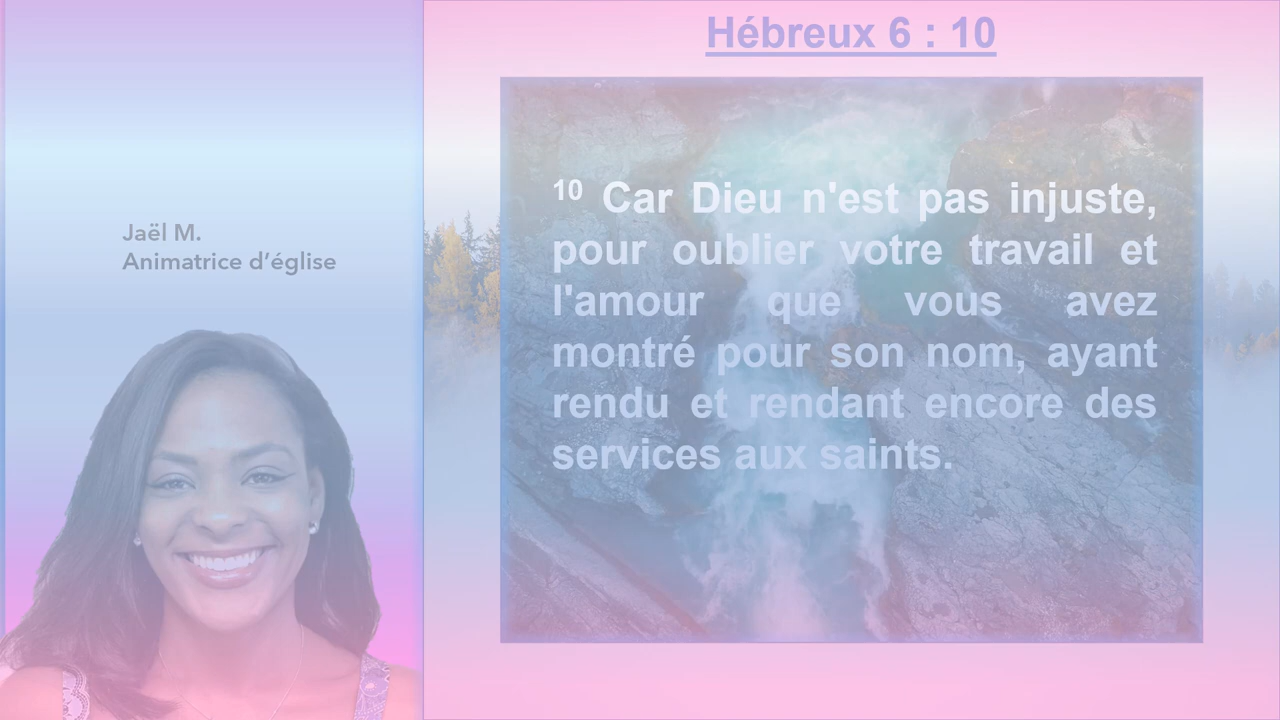 Hébreux 6 : 10
10 Car Dieu n'est pas injuste,
pour oublier votre travail et
l'amour que vous avez
montré pour son nom, ayant
rendu et rendant encore des
services aux saints.
Jaël M.
Animatrice d’église